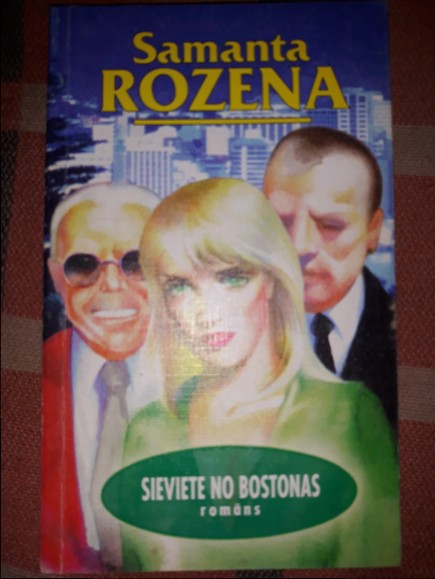 Samanta
ROZENA
SIEVIETE NO BOSTONAS
romāns